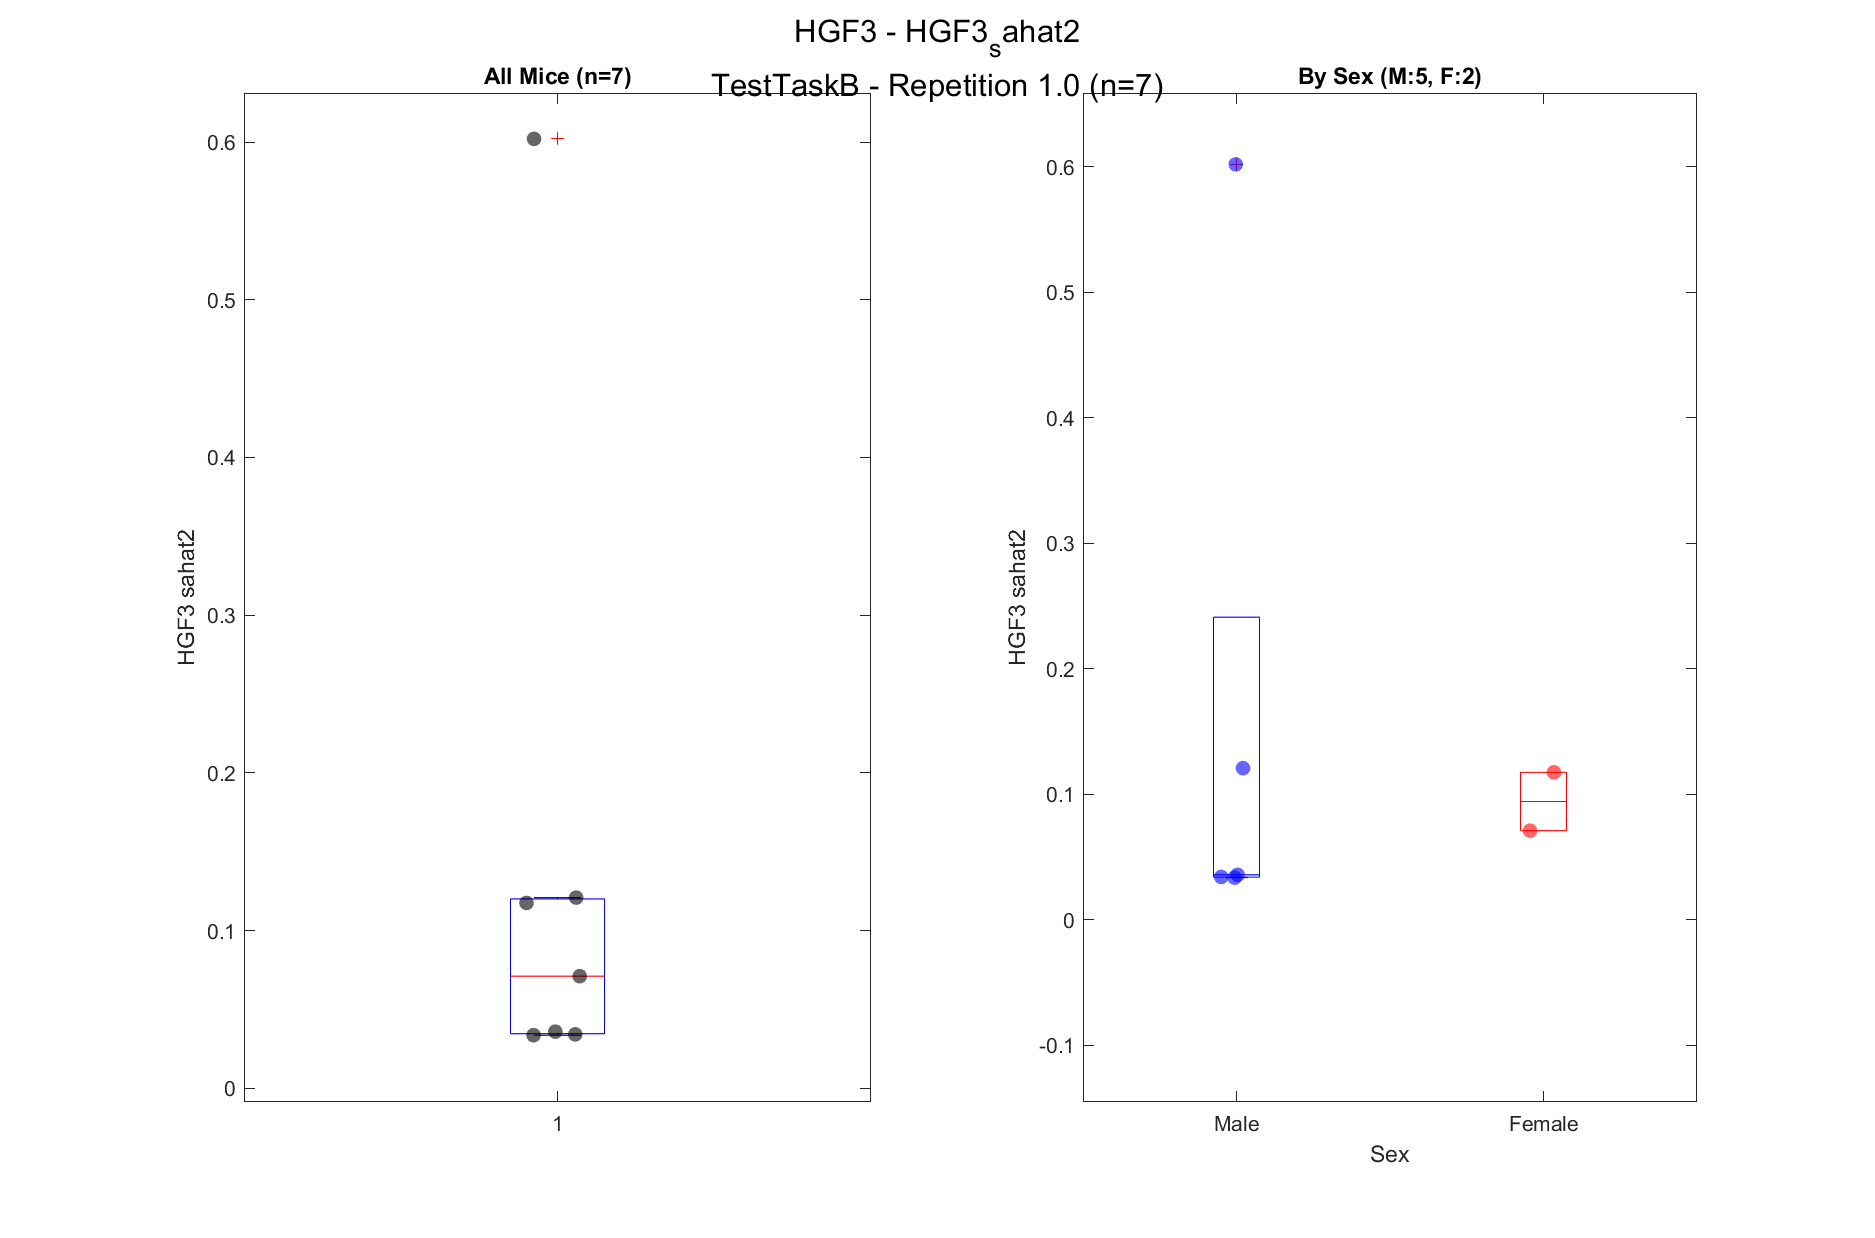 HGF3 - HGF3sahat2
TestTaskB - Repetition 1.0 (n=7)
All Mice (n=7)
0.6
0.5
0.4
0.3
0.2
0.1
0
HGF3 sahat2
1
By Sex (M:5, F:2)
0.6
0.5
0.4
0.3
0.2
0.1
0
-0.1
HGF3 sahat2
Male Female
Sex